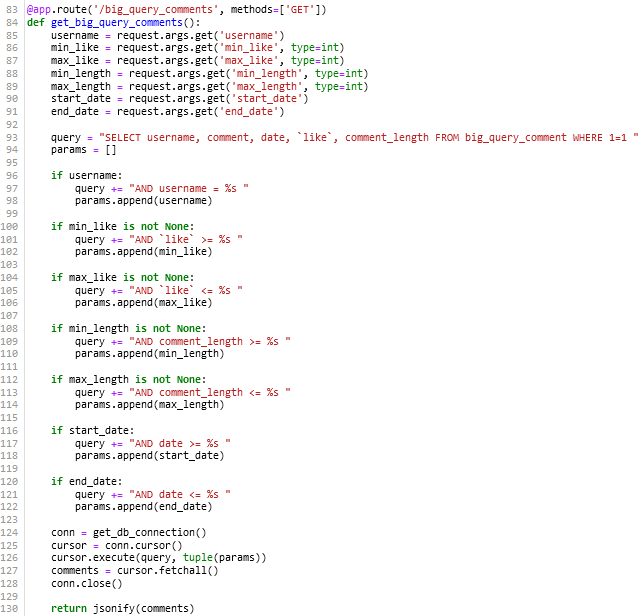 83 @app.route('/big_query_comments', methods=['GET'])
84 def get_big_query_comments():
85     username = request.args.get('username')
86     min_like = request.args.get('min_like', type=int)
87     max_like = request.args.get('max_like', type=int)
88     min_length = request.args.get('min_length', type=int)
89     max_length = request.args.get('max_length', type=int)
90     start_date = request.args.get('start_date')
91     end_date = request.args.get('end_date')
92
93     query = "SELECT username, comment, date, `like`, comment_length FROM big_query_comment WHERE 1=1 "
94     params = []
95
96     if username:
97         query += "AND username = %s "
98         params.append(username)
99
100     if min_like is not None:
101         query += "AND `like` >= %s "
102         params.append(min_like)
103
104     if max_like is not None:
105         query += "AND `like` <= %s "
106         params.append(max_like)
107
108     if min_length is not None:
109         query += "AND comment_length >= %s "
110         params.append(min_length)
111
112     if max_length is not None:
113         query += "AND comment_length <= %s "
114         params.append(max_length)
115
116     if start_date:
117         query += "AND date >= %s "
118         params.append(start_date)
119
120     if end_date:
121         query += "AND date <= %s "
122         params.append(end_date)
123
124     conn = get_db_connection()
125     cursor = conn.cursor()
126     cursor.execute(query, tuple(params))
127     comments = cursor.fetchall()
128     conn.close()
129
130     return jsonify(comments)